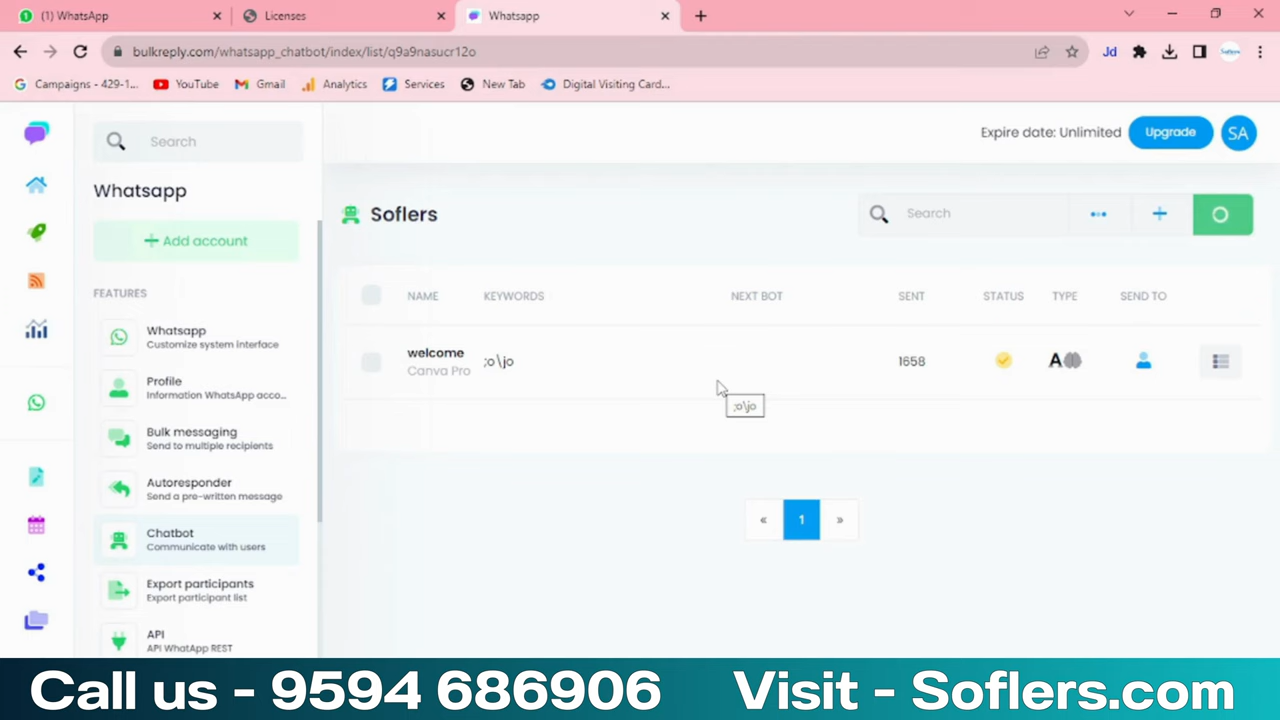 (1) WhatsApp
Licenses
Whatsapp
bulkreply.com/whatsapp_chatbot/index/list/q9a9nasucr12o
Jd
Campaigns - 429-1...
YouTube
Gmail
Analytics
Services
New Tab
Digital Visiting Card...
Search
Expire date: Unlimited
Upgrade
SA
Whatsapp
Add account
Soflers
Search
FEATURES
NAME KEYWORDS NEXT BOT SENT STATUS TYPE SEND TO
Whatsapp
Customize system interface
welcome ;o\jo 1658 A
Canva Pro
;o\jo
Profile
Information WhatsApp acco...
Bulk messaging
Send to multiple recipients
Autoresponder
Send a pre-written message
« 1 »
Chatbot
Communicate with users
Export participants
Export participant list
API
API WhatApp REST
Call us - 9594 686906 Visit - Soflers.com